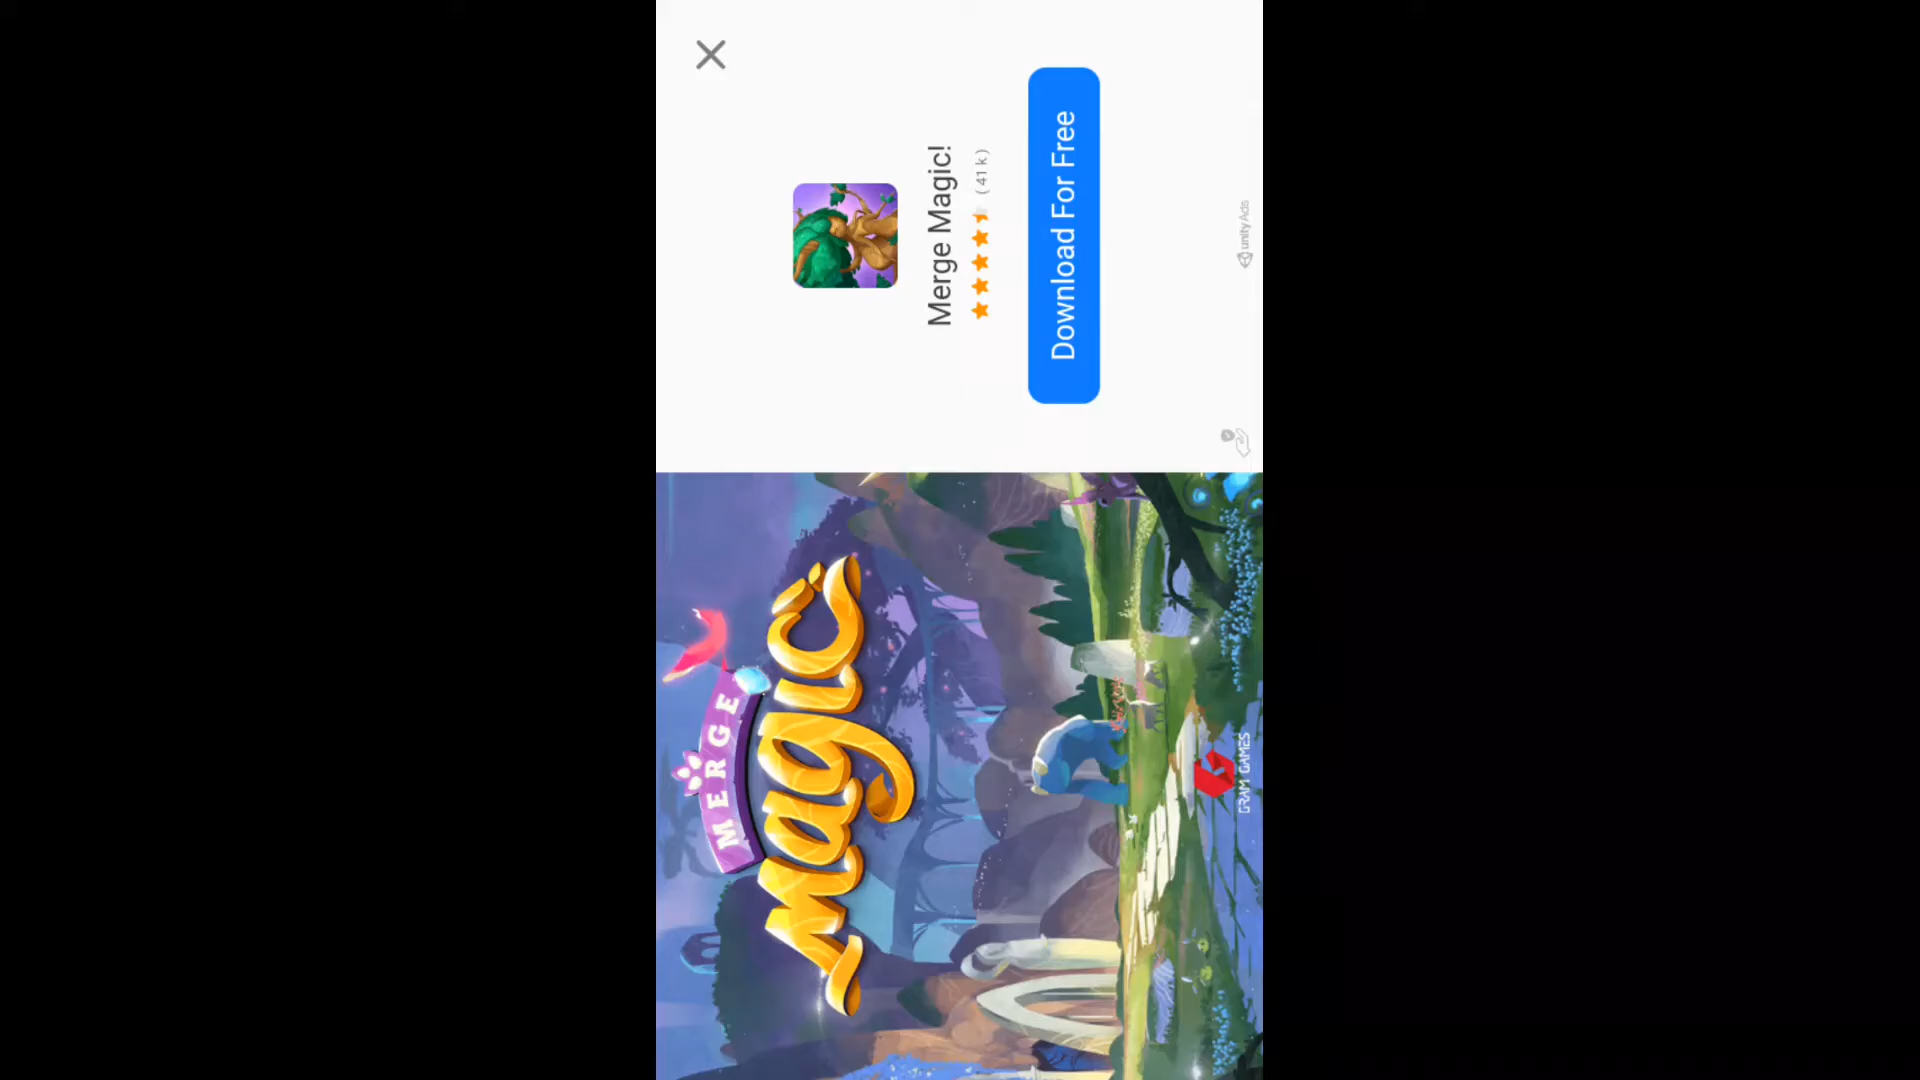 MERGE
Magic
GRAM GAMES
Merge Magic!
( 41 k )
Download For Free
unity Ads